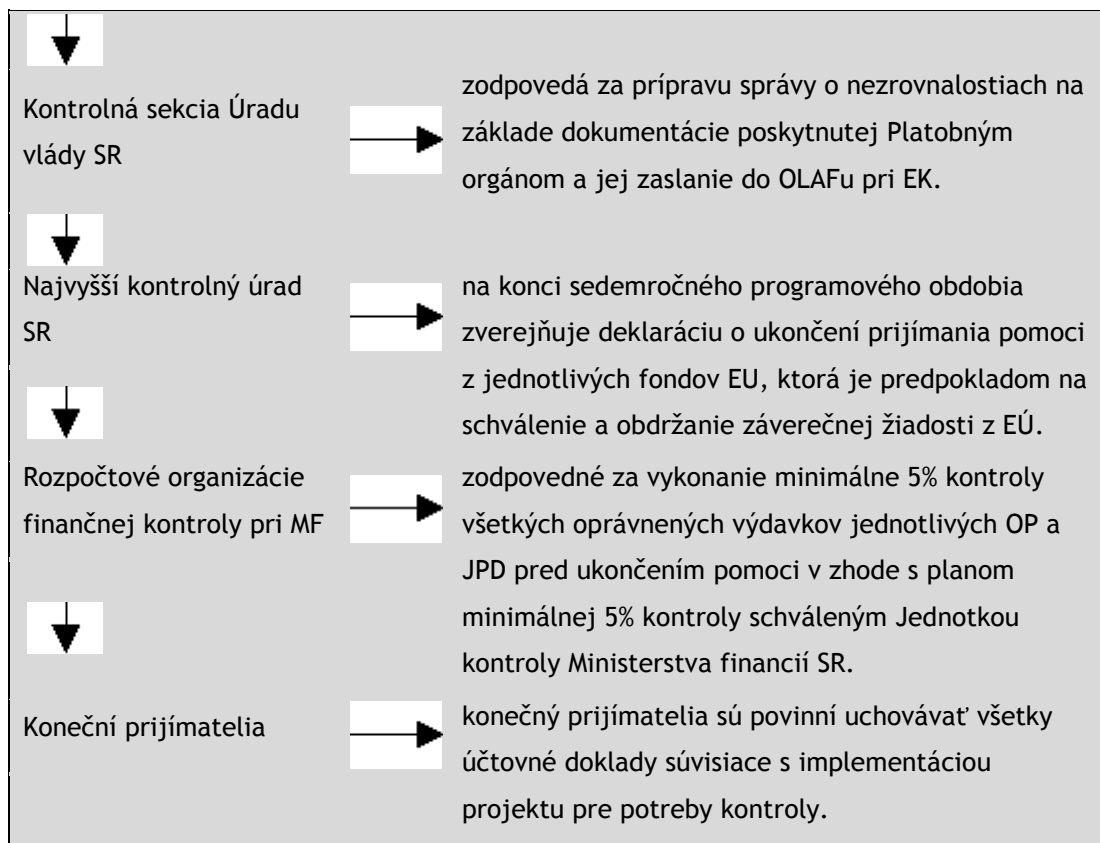 Kontrolná sekcia Úradu
vlády SR
zodpovedá za prípravu správy o nezrovnalostiach na
základe dokumentácie poskytnutej Platobným
orgánom a jej zaslanie do OLAFu pri EK.
Najvyšší kontrolný úrad
SR
na konci sedemročného programového obdobia
zverejňuje deklaráciu o ukončení prijímania pomoci
z jednotlivých fondov EU, ktorá je predpokladom na
schválenie a obdržanie záverečnej žiadosti z EÚ.
Rozpočtové organizácie
finančnej kontroly pri MF
zodpovedné za vykonanie minimálne 5% kontroly
všetkých oprávnených výdavkov jednotlivých OP a
JPD pred ukončením pomoci v zhode s planom
minimálnej 5% kontroly schváleným Jednotkou
kontroly Ministerstva financií SR.
Koneční prijímatelia
konečný prijímatelia sú povinní uchovávať všetky
účtovné doklady súvisiace s implementáciou
projektu pre potreby kontroly.